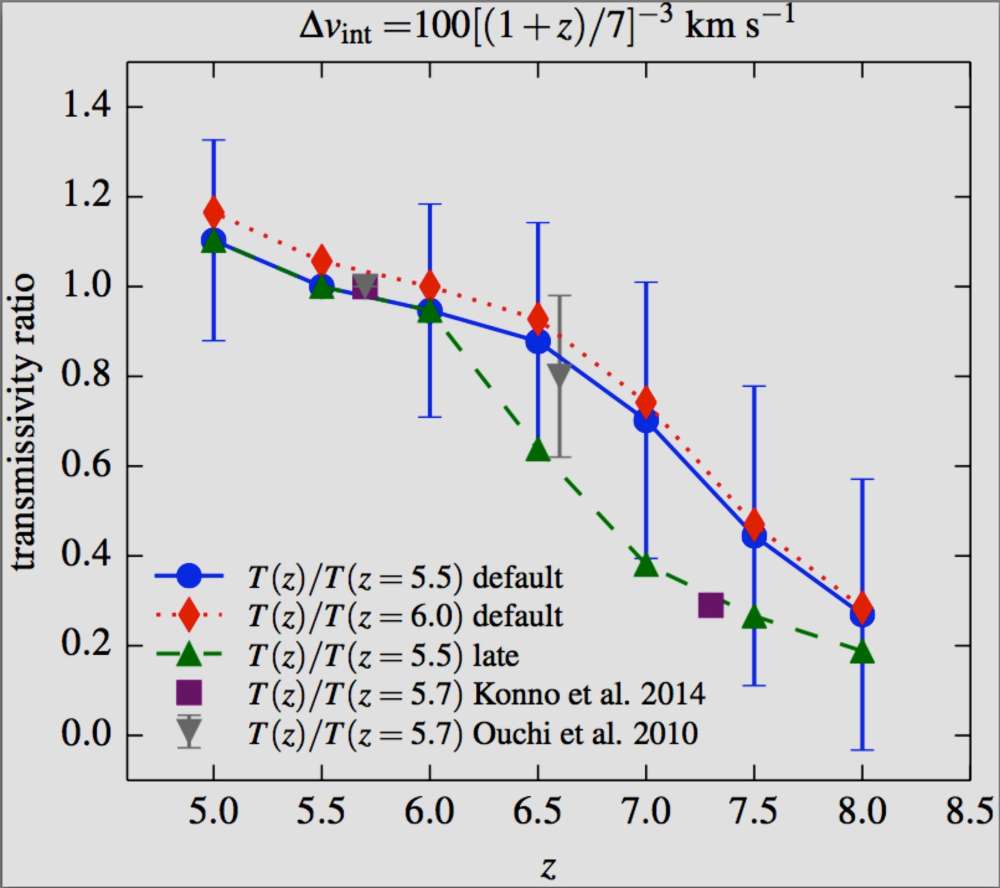 Δv_int =100[(1+z)/7]^−3 km s^−1
transmissivity ratio
1.4
1.2
1.0
0.8
0.6
0.4
0.2
0.0
T(z)/T(z = 5.5) default
T(z)/T(z = 6.0) default
T(z)/T(z = 5.5) late
T(z)/T(z = 5.7) Konno et al. 2014
T(z)/T(z = 5.7) Ouchi et al. 2010
5.0 5.5 6.0 6.5 7.0 7.5 8.0 8.5
z